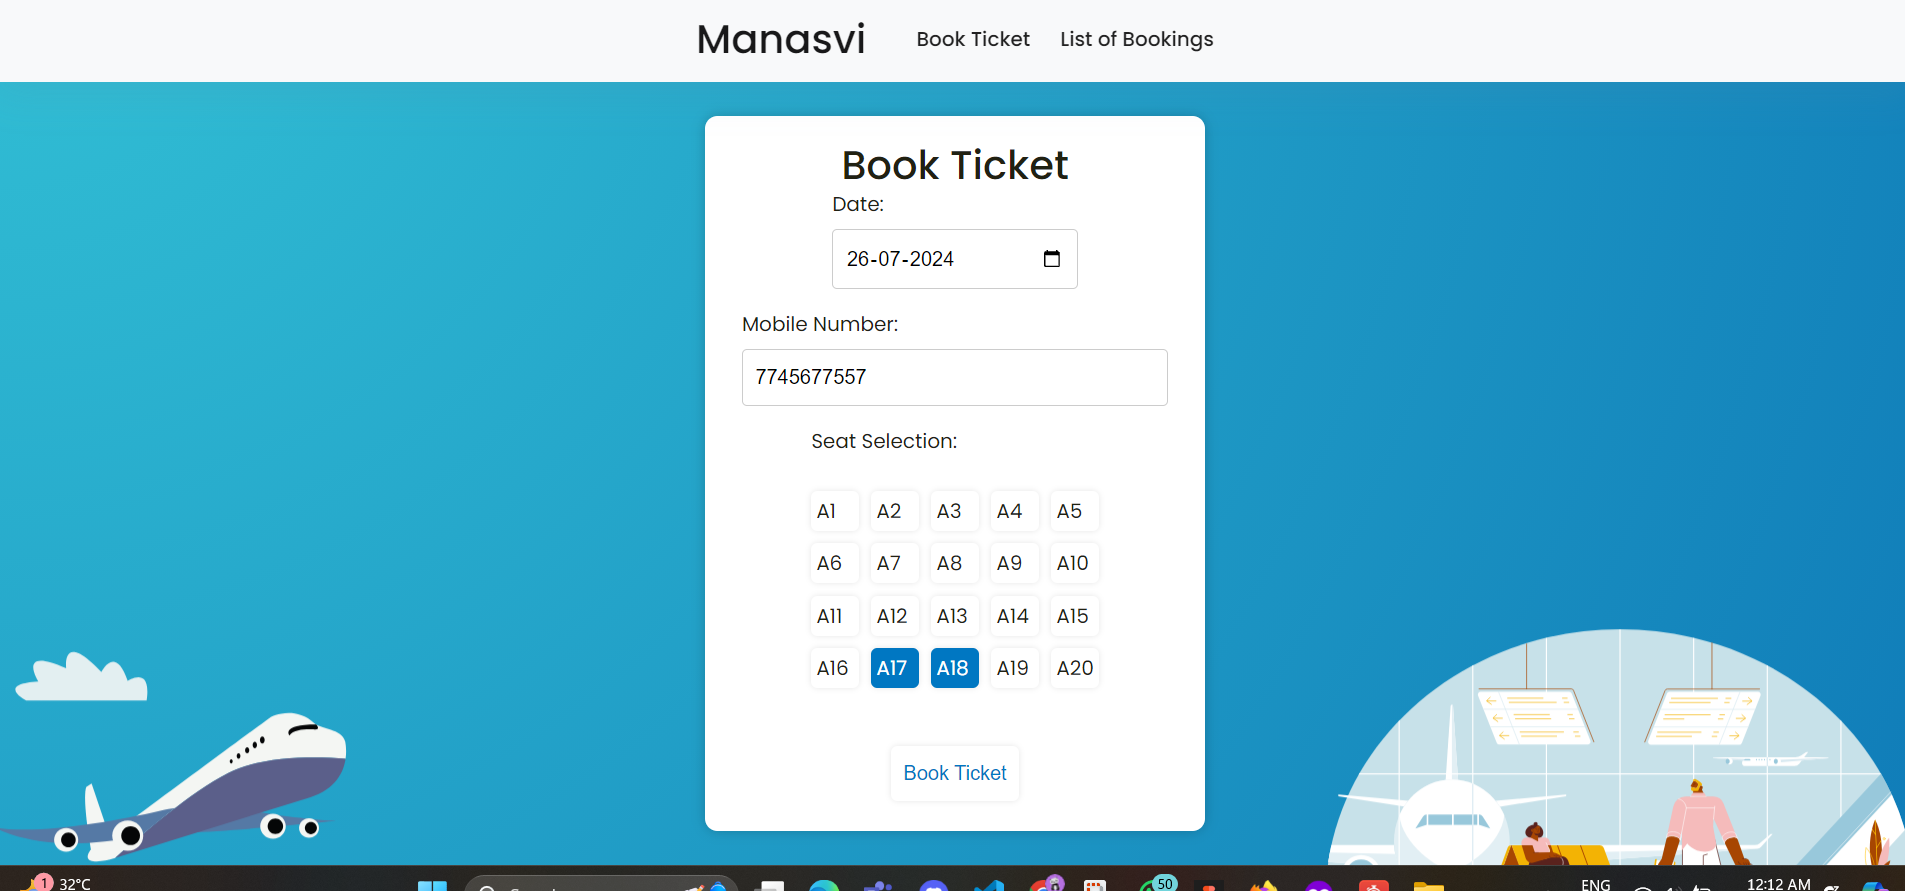 Manasvi Book Ticket List of Bookings
Book Ticket
Date:
26-07-2024
Mobile Number:
7745677557
Seat Selection:
A1 A2 A3 A4 A5
A6 A7 A8 A9 A10
A11 A12 A13 A14 A15
A16 A17 A18 A19 A20
Book Ticket
1 32°C 50 ENG 12:12 AM